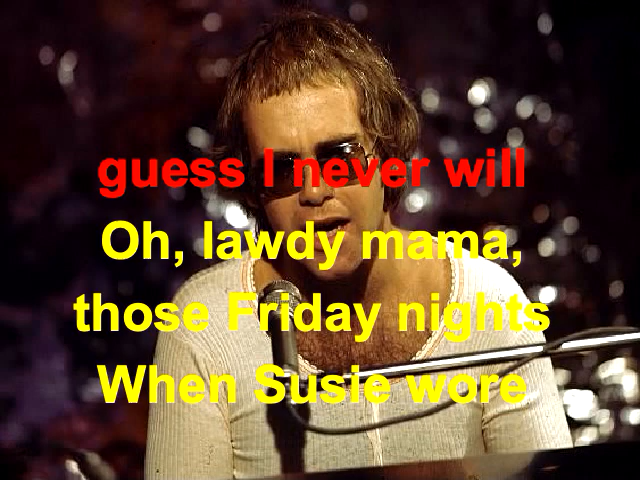 guess I never will
Oh, lawdy mama,
those Friday nights
When Susie wore